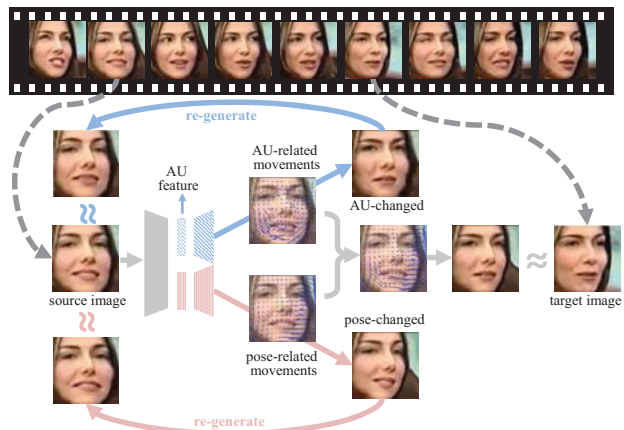 re-generate
AU-related
movements
AU
feature
AU-changed
source image
target image
pose-changed
pose-related
movements
re-generate